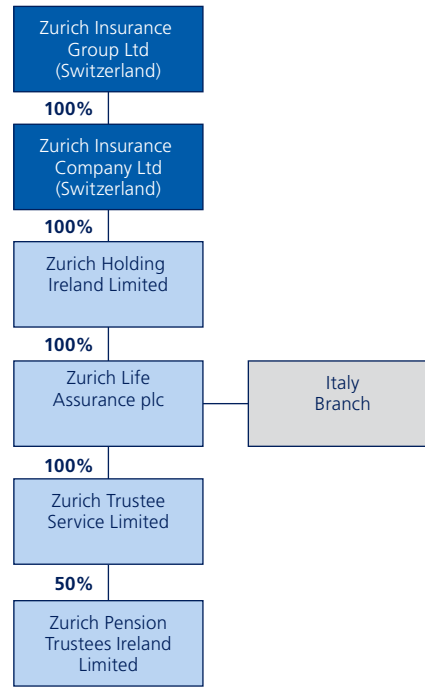 Zurich Insurance
Group Ltd
(Switzerland)
100%
Zurich Insurance
Company Ltd
(Switzerland)
100%
Zurich Holding
Ireland Limited
100%
Zurich Life
Assurance plc
Italy
Branch
100%
Zurich Trustee
Service Limited
50%
Zurich Pension
Trustees Ireland
Limited